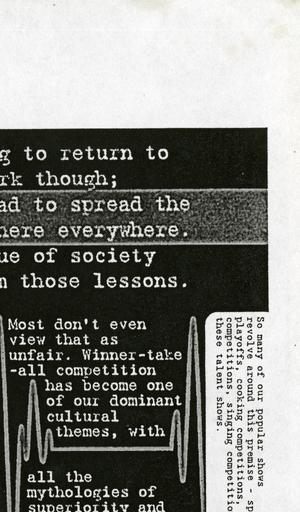 g to return to
rk though;
ad to spread the
here everywhere.
ue of society
n those lessons.
Most don't even
view that as
unfair. Winner-take
-all competition
has become one
of our dominant
cultural
themes, with
all the
mythologies of
superiority and
So many of our popular shows
revolve around this premise - sp
playoffs, cooking competitions,
competitions, singing competitio
these talent shows.